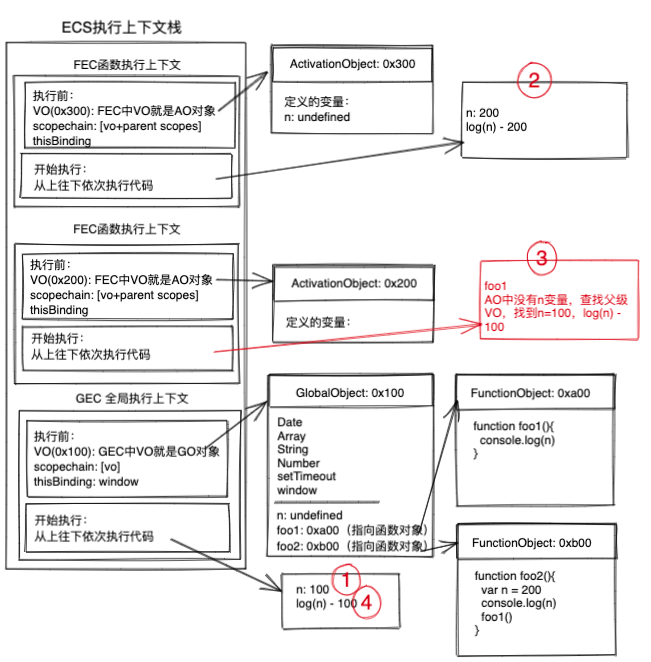 ECS执行上下文栈
FEC函数执行上下文
执行前：
VO(0x300): FEC中VO就是AO对象
scopechain: [vo+parent scopes]
thisBinding
开始执行：
从上往下依次执行代码
ActivationObject: 0x300
定义的变量：
n: undefined
2
n: 200
log(n) - 200
FEC函数执行上下文
执行前：
VO(0x200): FEC中VO就是AO对象
scopechain: [vo+parent scopes]
thisBinding
开始执行：
从上往下依次执行代码
ActivationObject: 0x200
定义的变量：
3
foo1
AO中没有n变量，查找父级
VO，找到n=100，log(n) -
100
GEC 全局执行上下文
执行前：
VO(0x100): GEC中VO就是GO对象
scopechain: [vo]
thisBinding: window
开始执行：
从上往下依次执行代码
GlobalObject: 0x100
Date
Array
String
Number
setTimeout
window
n: undefined
foo1: 0xa00（指向函数对象）
foo2: 0xb00（指向函数对象）
FunctionObject: 0xa00
function foo1(){
console.log(n)
}
FunctionObject: 0xb00
function foo2(){
var n = 200
console.log(n)
foo1()
}
n: 100 1
log(n) - 100 4